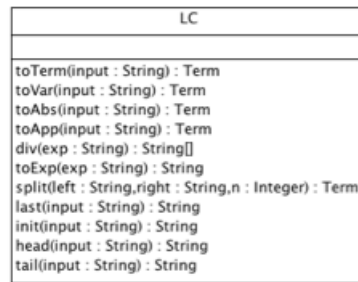 LC
toTerm(input : String) : Term
toVar(input : String) : Term
toAbs(input : String) : Term
toApp(input : String) : Term
div(exp : String) : String[]
toExp(exp : String) : String
split(left : String,right : String,n : Integer) : Term
last(input : String) : String
init(input : String) : String
head(input : String) : String
tail(input : String) : String